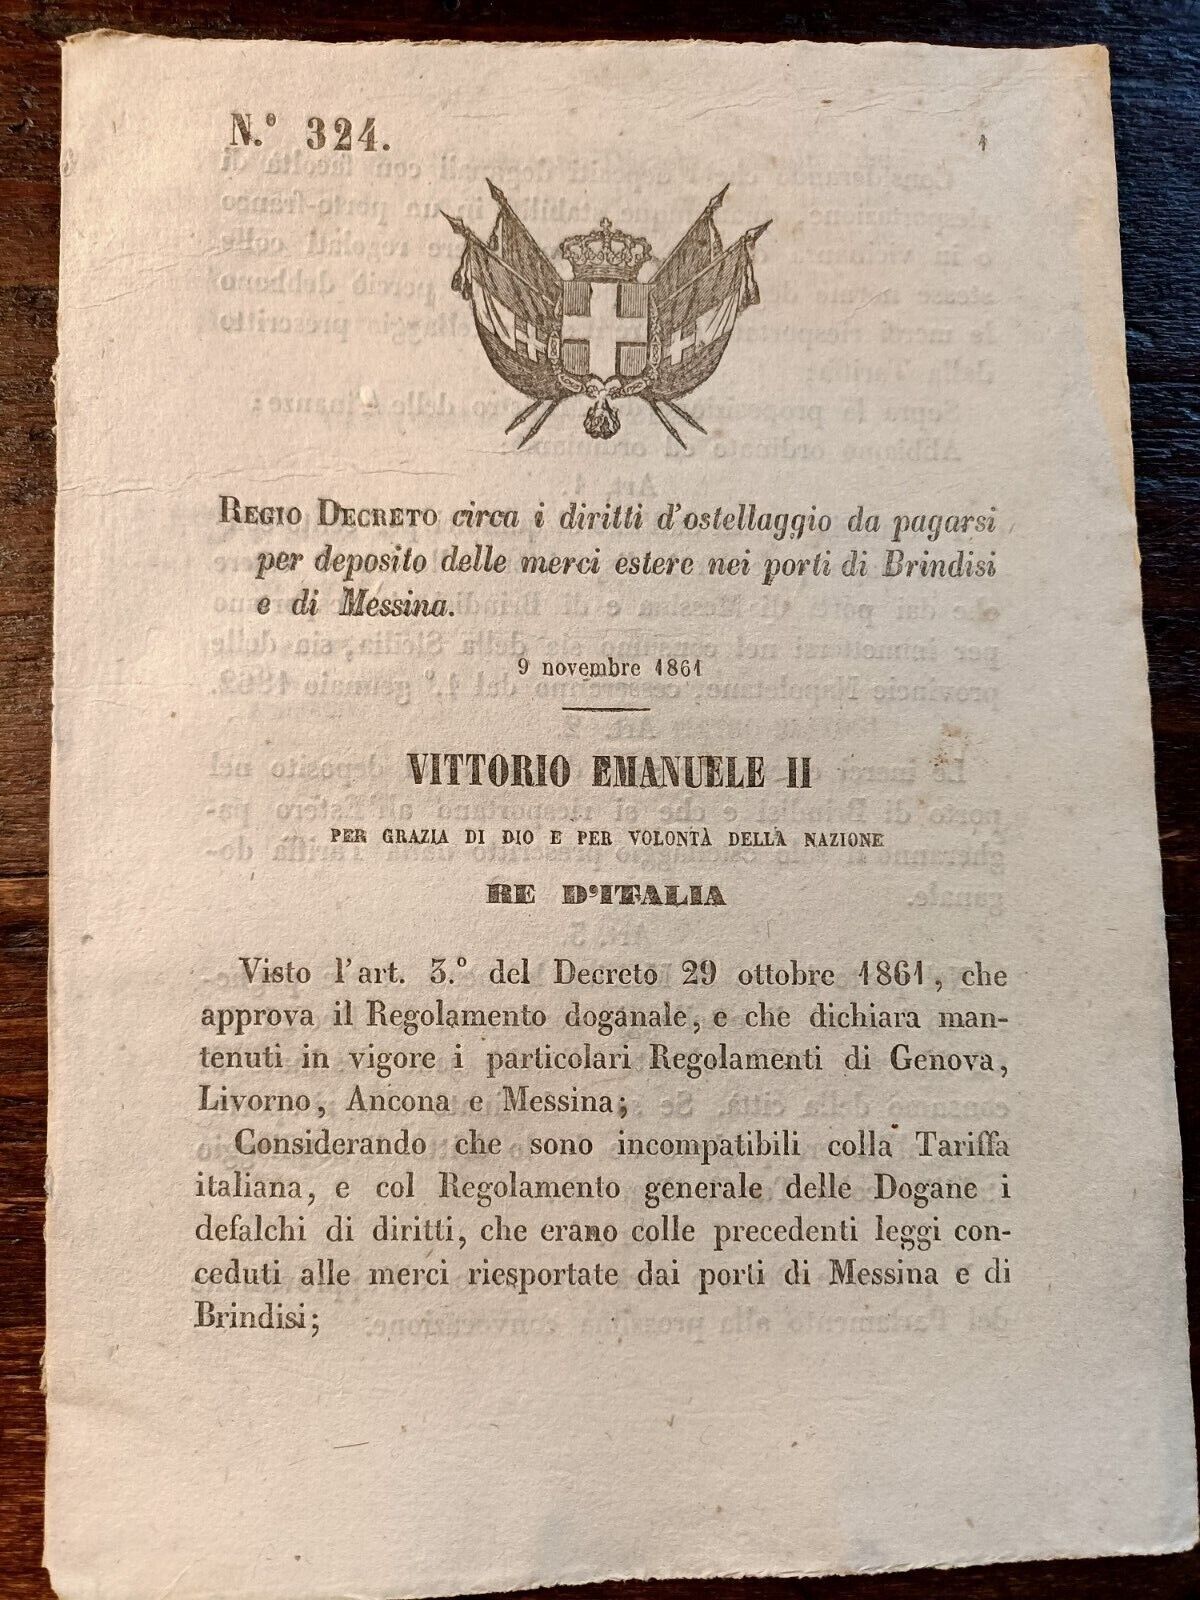 N.° 324.
1
REGIO DECRETO circa i diritti d'ostellaggio da pagarsi
per deposito delle merci estere nei porti di Brindisi
e di Messina.
9 novembre 1861
VITTORIO EMANUELE II
PER GRAZIA DI DIO E PER VOLONTÀ DELLA NAZIONE
RE D'ITALIA
Visto l'art. 3.° del Decreto 29 ottobre 1861, che
approva il Regolamento doganale, e che dichiara man-
tenuti in vigore i particolari Regolamenti di Genova,
Livorno, Ancona e Messina;
Considerando che sono incompatibili colla Tariffa
italiana, e col Regolamento generale delle Dogane i
defalchi di diritti, che erano colle precedenti leggi con-
ceduti alle merci riesportate dai porti di Messina e di
Brindisi;